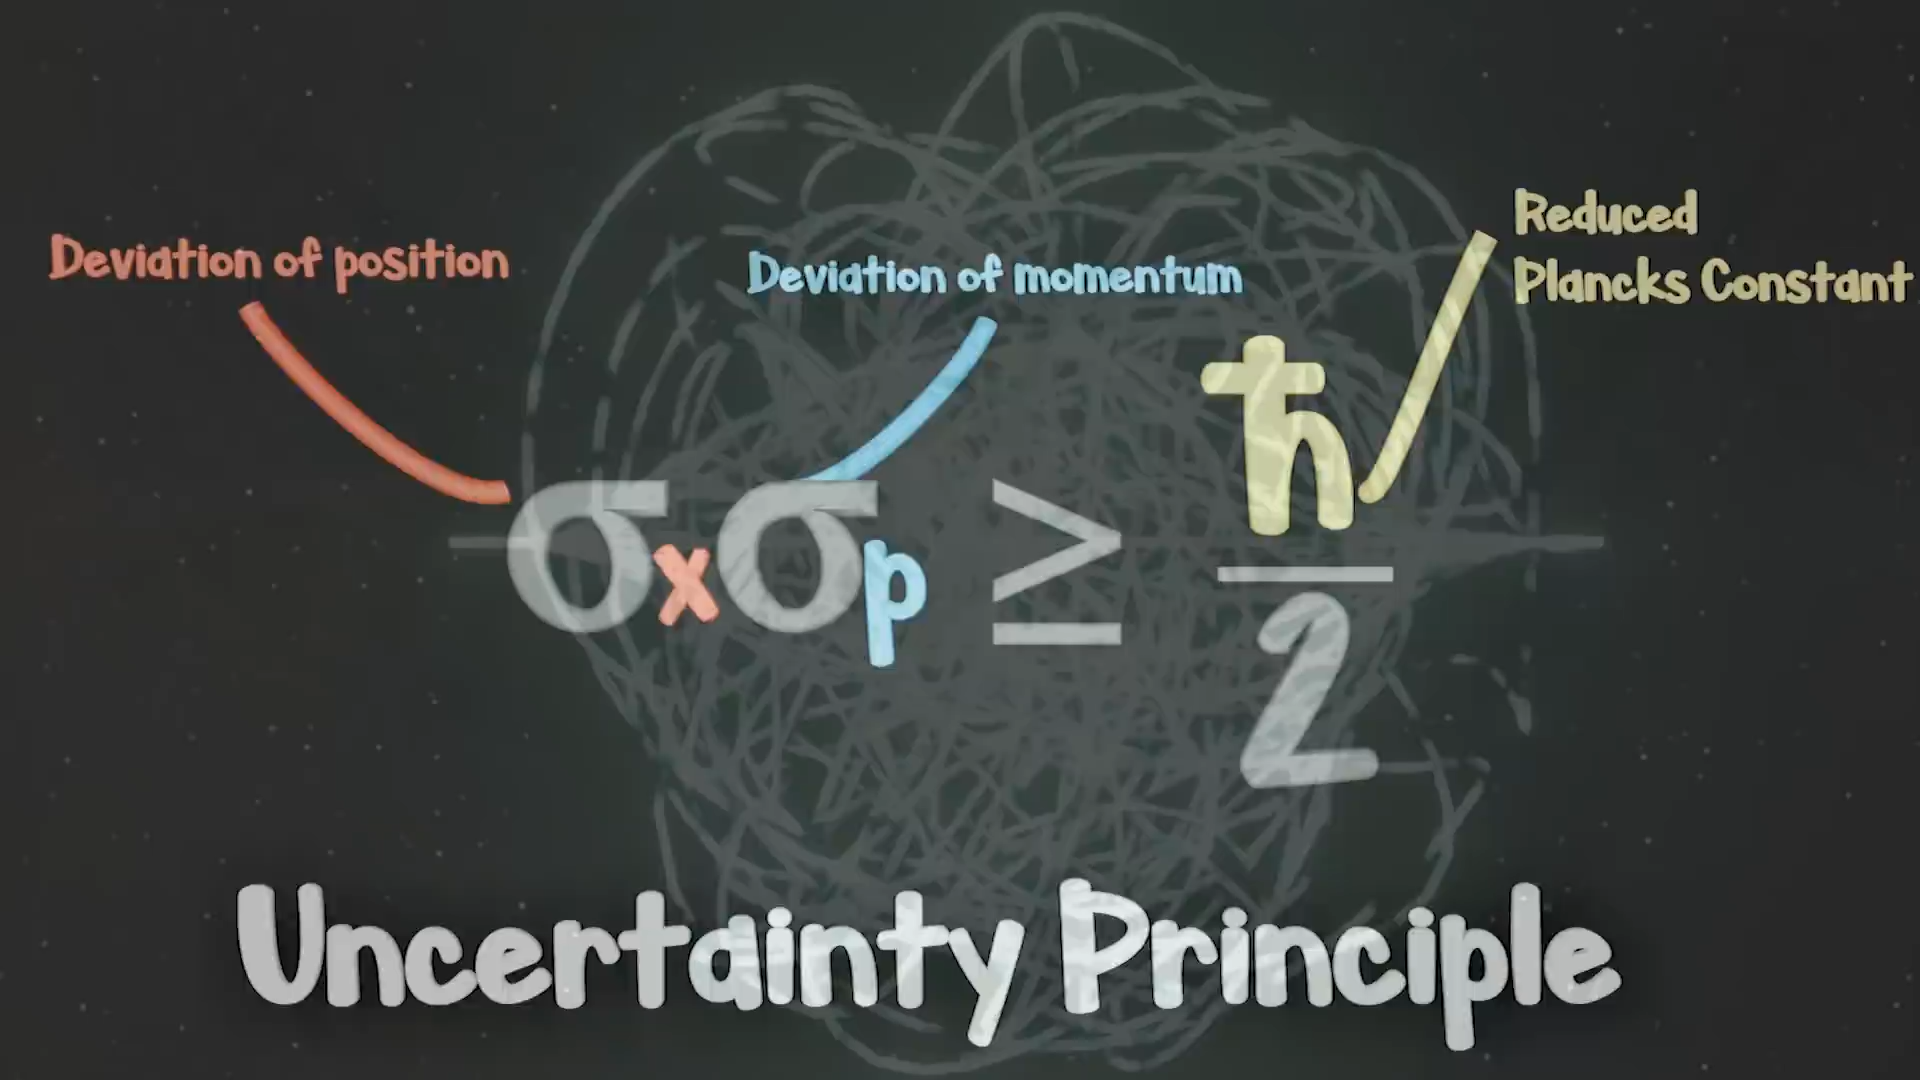 Reduced
Deviation of position
Deviation of momentum
Plancks Constant
σxσp ≥ ħ/2
Uncertainty Principle